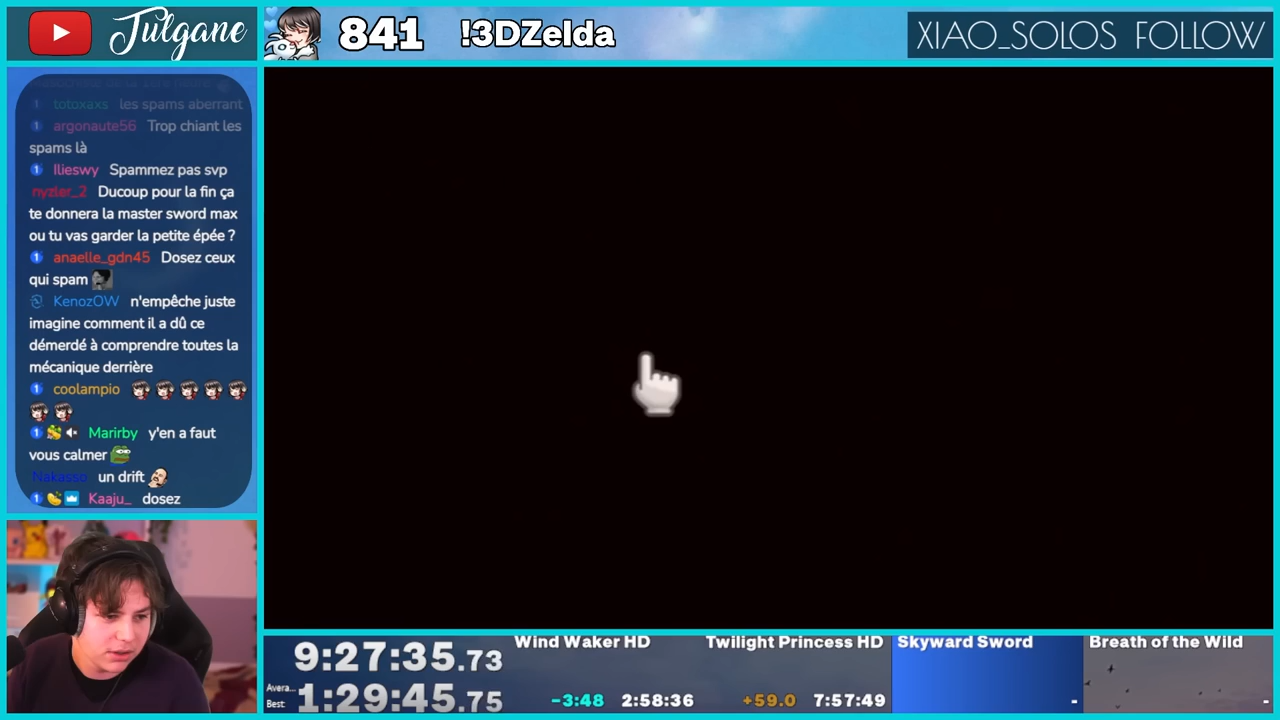 Julgane
841
!3DZelda
XIAO_SOLOS FOLLOW
totoxaxs les spams aberrant
argonaute56 Trop chiant les
spams là
Ilieswy Spammez pas svp
nyzler_2 Ducoup pour la fin ça
te donnera la master sword max
ou tu vas garder la petite épée ?
anaelle_gdn45 Dosez ceux
qui spam
KenozOW n'empêche juste
imagine comment il a dû ce
démerdé à comprendre toutes la
mécanique derrière
coolampio
Marirby y'en a faut
vous calmer
Nakasso un drift
Kaaju_ dosez
9:27:35.73
Avera...
Best: 1:29:45.75
Wind Waker HD
-3:48 2:58:36
Twilight Princess HD
+59.0 7:57:49
Skyward Sword
-
Breath of the Wild
-